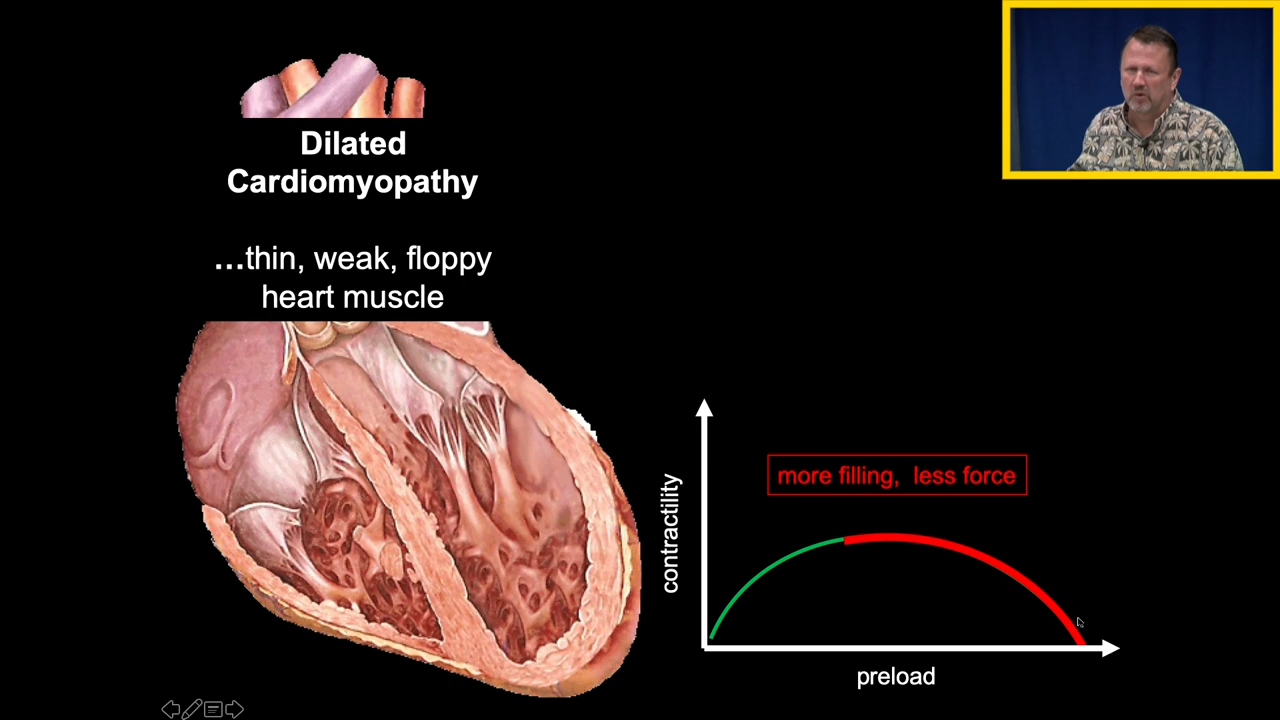 Dilated
Cardiomyopathy
...thin, weak, floppy
heart muscle
more filling, less force
contractility
preload